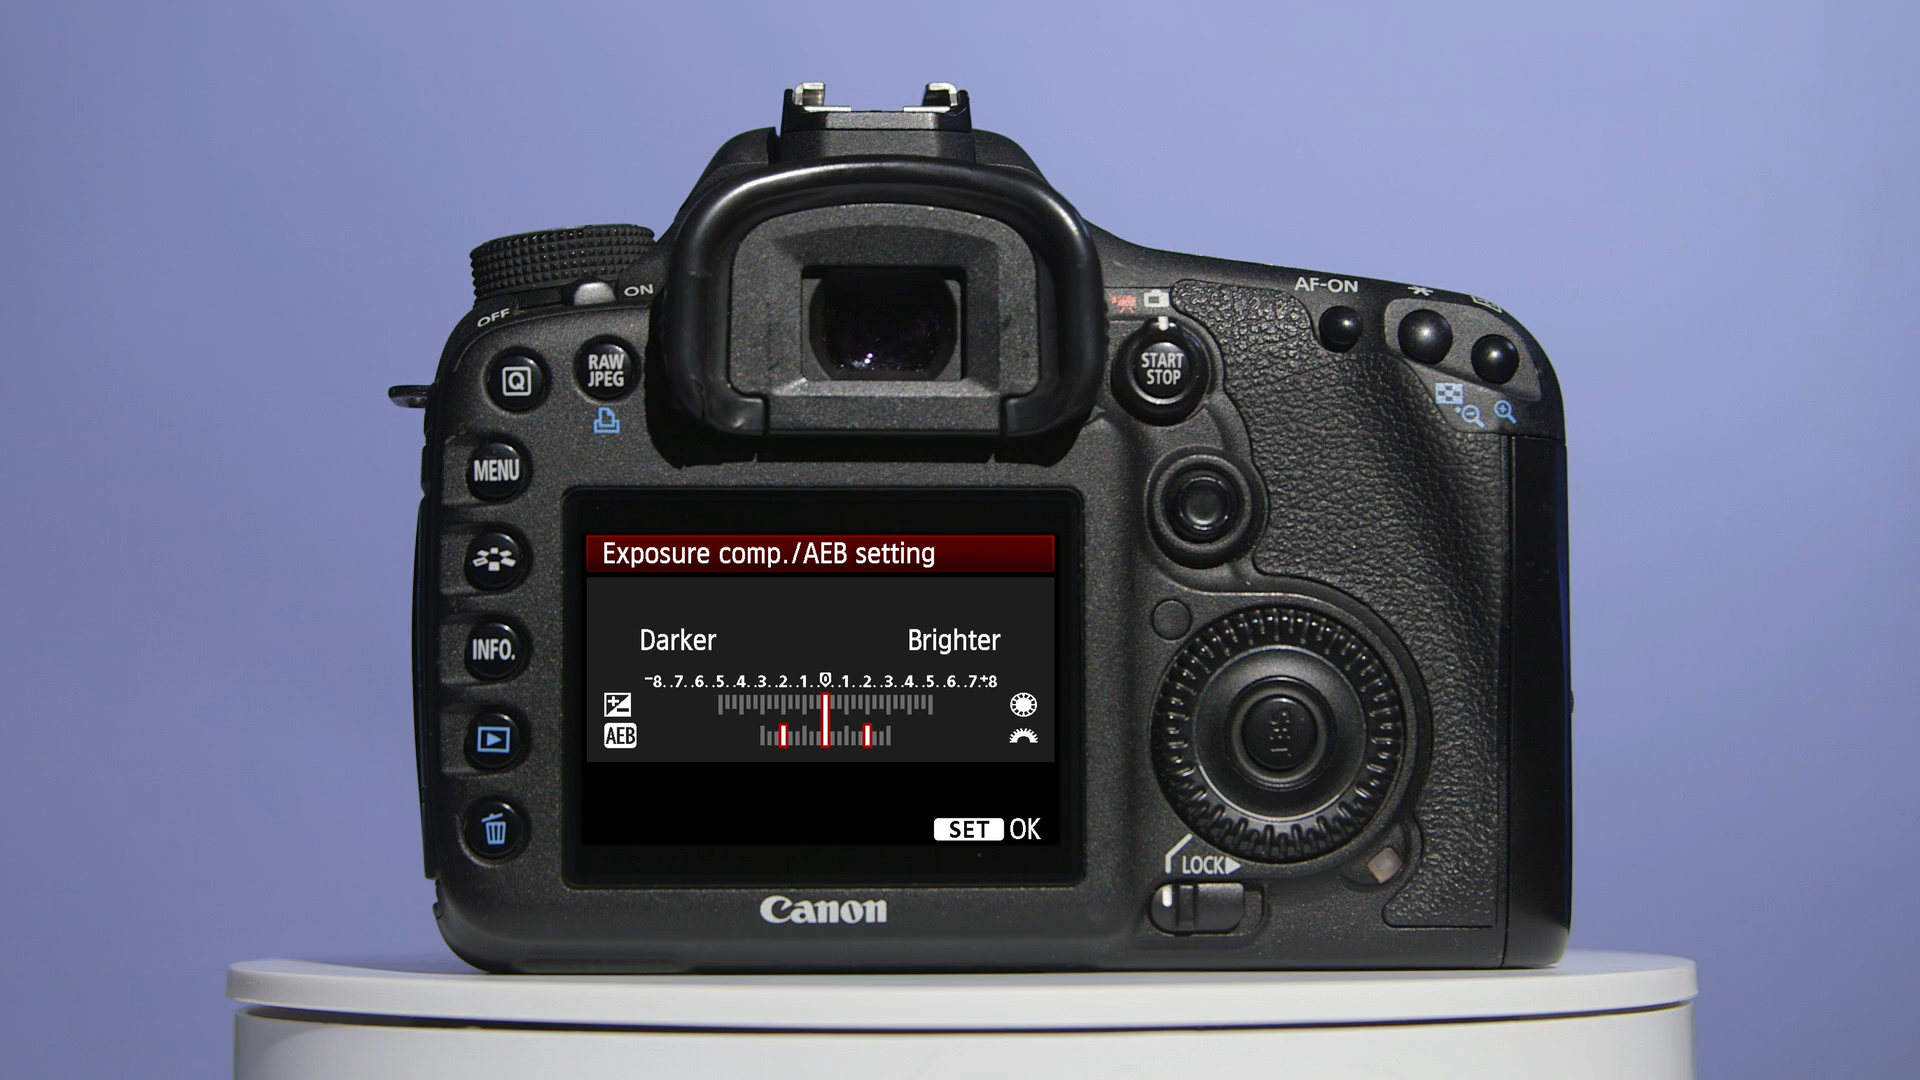 ON
OFF
AF-ON
Q
RAW
JPEG
START
STOP
MENU
Exposure comp./AEB setting
Darker
Brighter
-8..7..6..5..4..3..2..1..0..1..2..3..4..5..6..7.+8
AEB
INFO.
SET
SET OK
LOCK
Canon